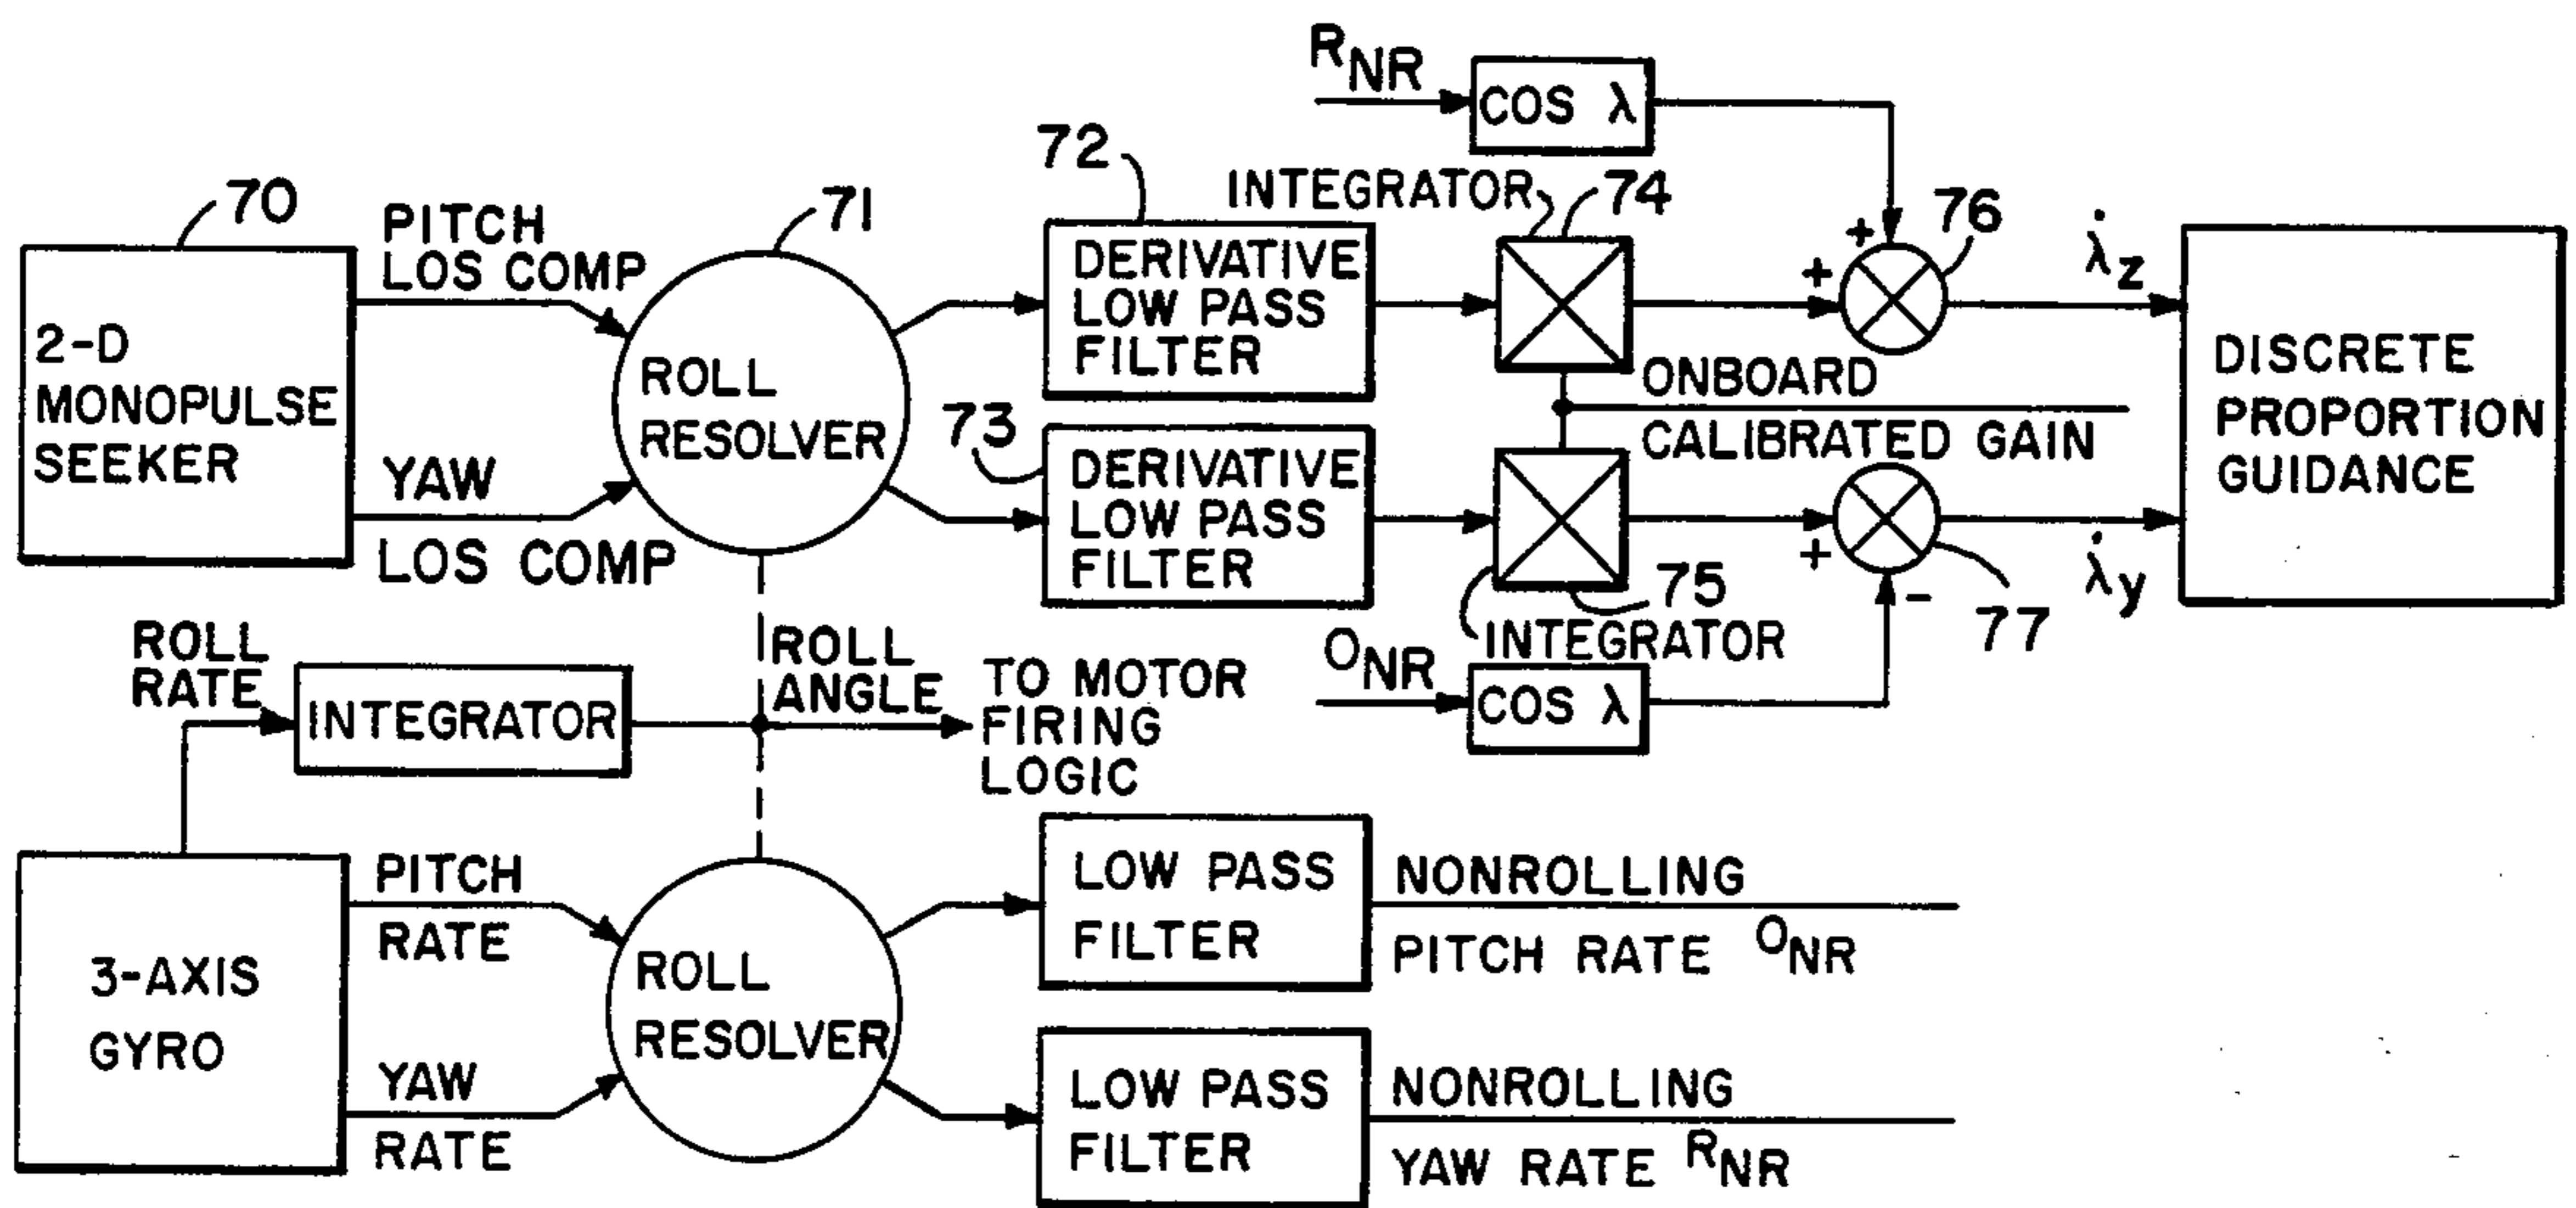 R_NR
COS λ
72
INTEGRATOR
74
76
70
PITCH
LOS COMP
71
DERIVATIVE
LOW PASS
FILTER
+
+
λ̇_z
2-D
MONOPULSE
SEEKER
ROLL
RESOLVER
ONBOARD
CALIBRATED GAIN
DISCRETE
PROPORTION
GUIDANCE
YAW
LOS COMP
73
DERIVATIVE
LOW PASS
FILTER
+
-
λ̇_y
75
INTEGRATOR
77
O_NR
COS λ
ROLL
RATE
INTEGRATOR
ROLL
ANGLE
TO MOTOR
FIRING
LOGIC
3-AXIS
GYRO
PITCH
RATE
YAW
RATE
ROLL
RESOLVER
LOW PASS
FILTER
NONROLLING
PITCH RATE O_NR
LOW PASS
FILTER
NONROLLING
YAW RATE R_NR